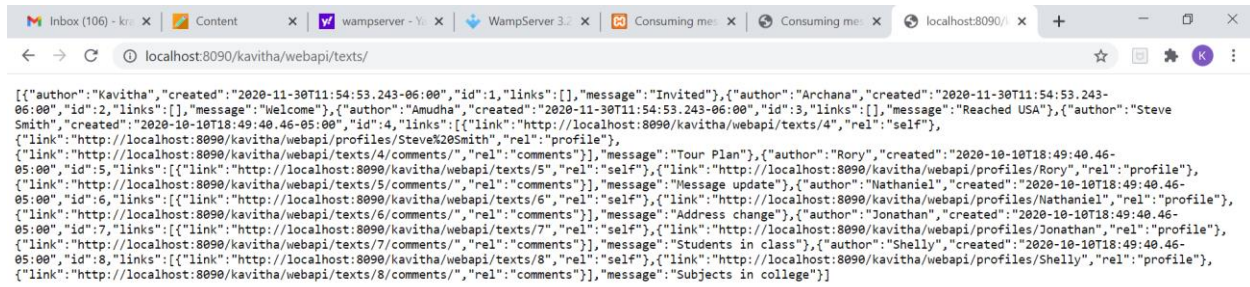 Inbox (106) - kra
Content
wampserver - Ya
WampServer 3.2
Consuming mes
Consuming mes
localhost:8090/
localhost:8090/kavitha/webapi/texts/
K
[{"author":"Kavitha","created":"2020-11-30T11:54:53.243-06:00","id":1,"links":[],"message":"Invited"},{"author":"Archana","created":"2020-11-30T11:54:53.243-
06:00","id":2,"links":[],"message":"Welcome"},{"author":"Amudha","created":"2020-11-30T11:54:53.243-06:00","id":3,"links":[],"message":"Reached USA"},{"author":"Steve
Smith","created":"2020-10-10T18:49:40.46-05:00","id":4,"links":[{"link":"http://localhost:8090/kavitha/webapi/texts/4","rel":"self"},
{"link":"http://localhost:8090/kavitha/webapi/profiles/Steve%20Smith","rel":"profile"},
{"link":"http://localhost:8090/kavitha/webapi/texts/4/comments/","rel":"comments"}],"message":"Tour Plan"},{"author":"Rory","created":"2020-10-10T18:49:40.46-
05:00","id":5,"links":[{"link":"http://localhost:8090/kavitha/webapi/texts/5","rel":"self"},{"link":"http://localhost:8090/kavitha/webapi/profiles/Rory","rel":"profile"},
{"link":"http://localhost:8090/kavitha/webapi/texts/5/comments/","rel":"comments"}],"message":"Message update"},{"author":"Nathaniel","created":"2020-10-10T18:49:40.46-
05:00","id":6,"links":[{"link":"http://localhost:8090/kavitha/webapi/texts/6","rel":"self"},{"link":"http://localhost:8090/kavitha/webapi/profiles/Nathaniel","rel":"profile"},
{"link":"http://localhost:8090/kavitha/webapi/texts/6/comments/","rel":"comments"}],"message":"Address change"},{"author":"Jonathan","created":"2020-10-10T18:49:40.46-
05:00","id":7,"links":[{"link":"http://localhost:8090/kavitha/webapi/texts/7","rel":"self"},{"link":"http://localhost:8090/kavitha/webapi/profiles/Jonathan","rel":"profile"},
{"link":"http://localhost:8090/kavitha/webapi/texts/7/comments/","rel":"comments"}],"message":"Students in class"},{"author":"Shelly","created":"2020-10-10T18:49:40.46-
05:00","id":8,"links":[{"link":"http://localhost:8090/kavitha/webapi/texts/8","rel":"self"},{"link":"http://localhost:8090/kavitha/webapi/profiles/Shelly","rel":"profile"},
{"link":"http://localhost:8090/kavitha/webapi/texts/8/comments/","rel":"comments"}],"message":"Subjects in college"}]